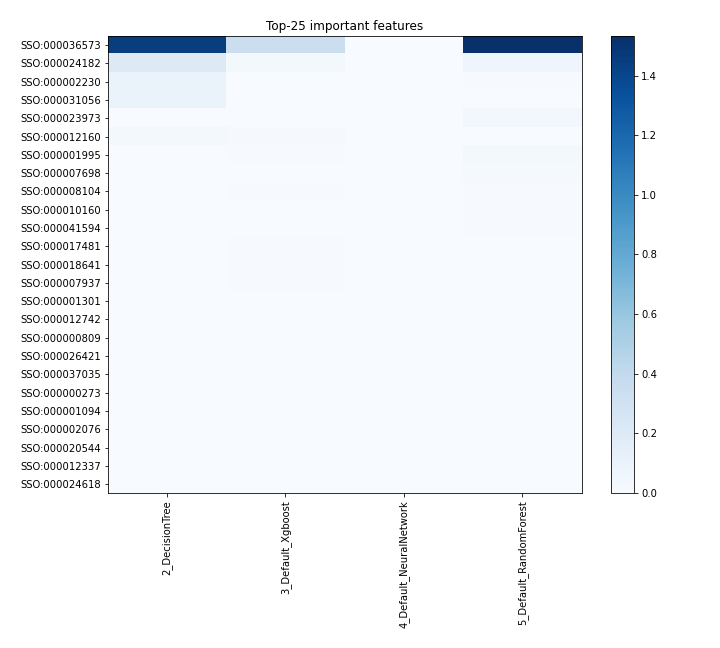 Top-25 important features
SSO:000036573
SSO:000024182
SSO:000002230
SSO:000031056
SSO:000023973
SSO:000012160
SSO:000001995
SSO:000007698
SSO:000008104
SSO:000010160
SSO:000041594
SSO:000017481
SSO:000018641
SSO:000007937
SSO:000001301
SSO:000012742
SSO:000000809
SSO:000026421
SSO:000037035
SSO:000000273
SSO:000001094
SSO:000002076
SSO:000020544
SSO:000012337
SSO:000024618
2_DecisionTree
3_Default_Xgboost
4_Default_NeuralNetwork
5_Default_RandomForest
1.4
1.2
1.0
0.8
0.6
0.4
0.2
0.0